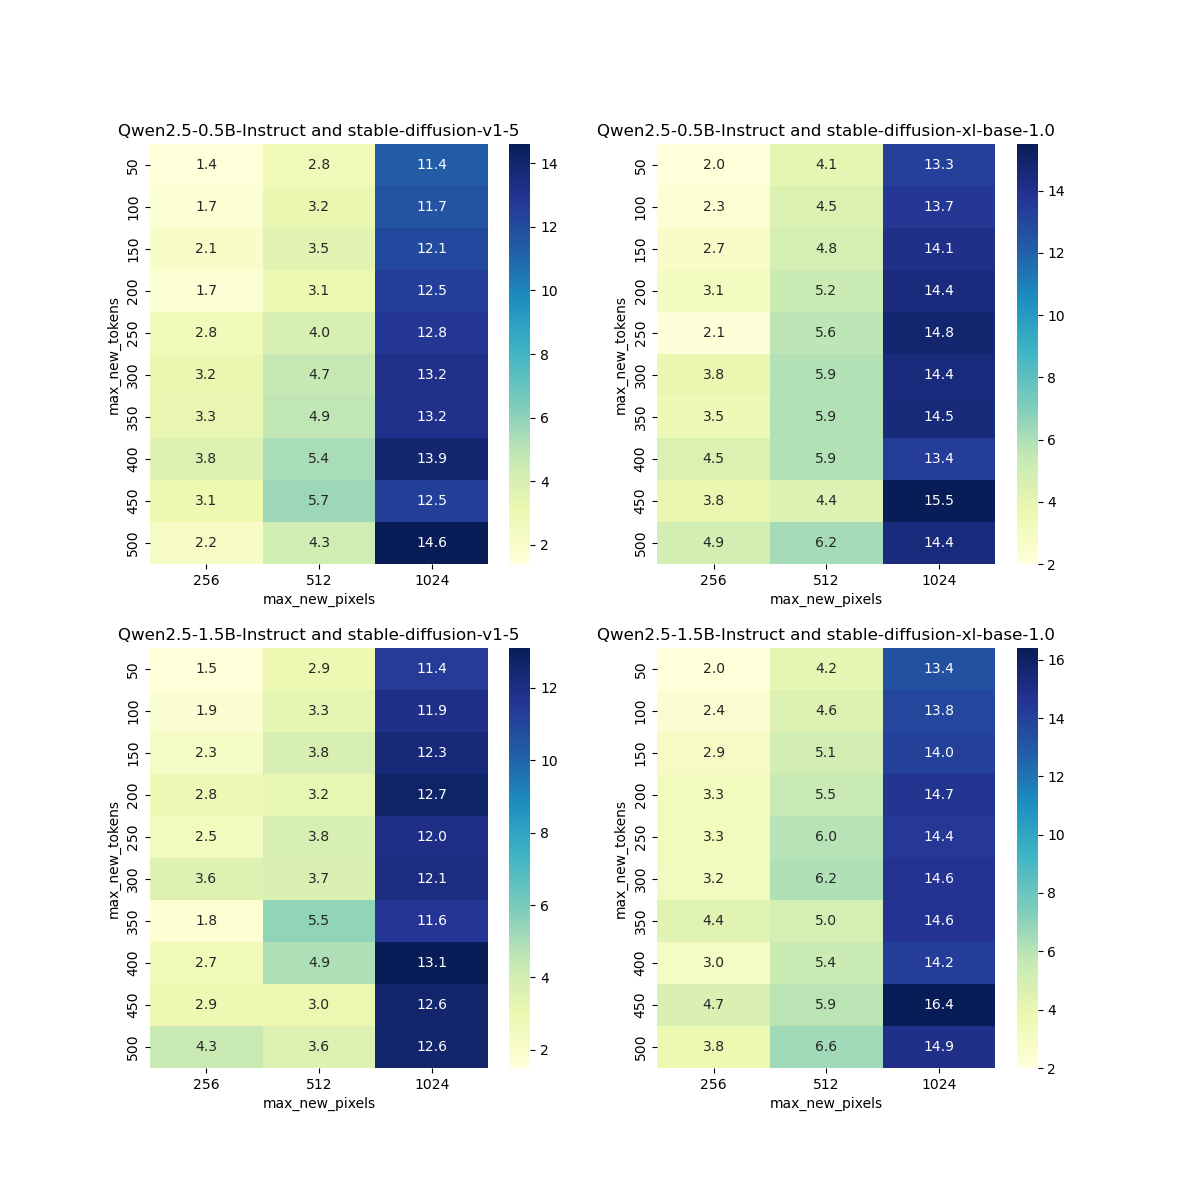 Qwen2.5-0.5B-Instruct and stable-diffusion-v1-5
50 1.4 2.8 11.4
100 1.7 3.2 11.7
150 2.1 3.5 12.1
200 1.7 3.1 12.5
250 2.8 4.0 12.8
300 3.2 4.7 13.2
350 3.3 4.9 13.2
400 3.8 5.4 13.9
450 3.1 5.7 12.5
500 2.2 4.3 14.6
256 512 1024
max_new_pixels
max_new_tokens
14
12
10
8
6
4
2
Qwen2.5-0.5B-Instruct and stable-diffusion-xl-base-1.0
50 2.0 4.1 13.3
100 2.3 4.5 13.7
150 2.7 4.8 14.1
200 3.1 5.2 14.4
250 2.1 5.6 14.8
300 3.8 5.9 14.4
350 3.5 5.9 14.5
400 4.5 5.9 13.4
450 3.8 4.4 15.5
500 4.9 6.2 14.4
256 512 1024
max_new_pixels
max_new_tokens
14
12
10
8
6
4
2
Qwen2.5-1.5B-Instruct and stable-diffusion-v1-5
50 1.5 2.9 11.4
100 1.9 3.3 11.9
150 2.3 3.8 12.3
200 2.8 3.2 12.7
250 2.5 3.8 12.0
300 3.6 3.7 12.1
350 1.8 5.5 11.6
400 2.7 4.9 13.1
450 2.9 3.0 12.6
500 4.3 3.6 12.6
256 512 1024
max_new_pixels
max_new_tokens
12
10
8
6
4
2
Qwen2.5-1.5B-Instruct and stable-diffusion-xl-base-1.0
50 2.0 4.2 13.4
100 2.4 4.6 13.8
150 2.9 5.1 14.0
200 3.3 5.5 14.7
250 3.3 6.0 14.4
300 3.2 6.2 14.6
350 4.4 5.0 14.6
400 3.0 5.4 14.2
450 4.7 5.9 16.4
500 3.8 6.6 14.9
256 512 1024
max_new_pixels
max_new_tokens
16
14
12
10
8
6
4
2